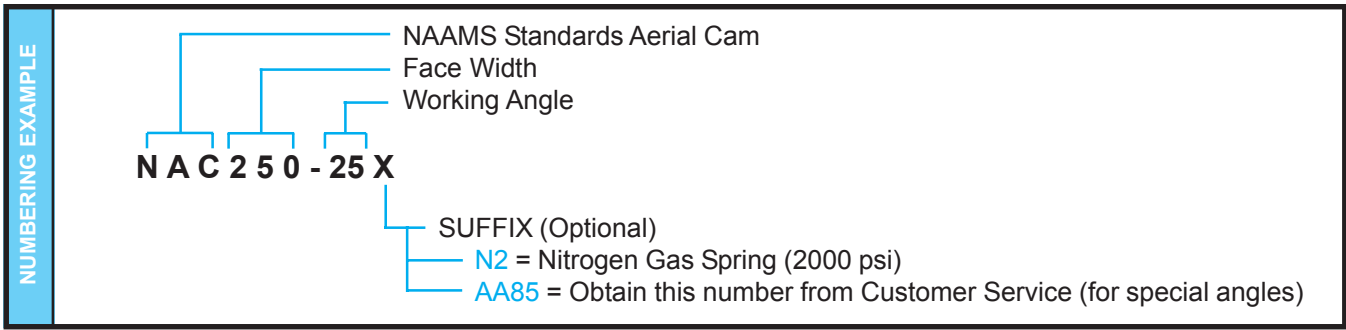 NUMBERING EXAMPLE
NAAMS Standards Aerial Cam
Face Width
Working Angle
N A C 2 5 0 - 25 X
SUFFIX (Optional)
N2 = Nitrogen Gas Spring (2000 psi)
AA85 = Obtain this number from Customer Service (for special angles)